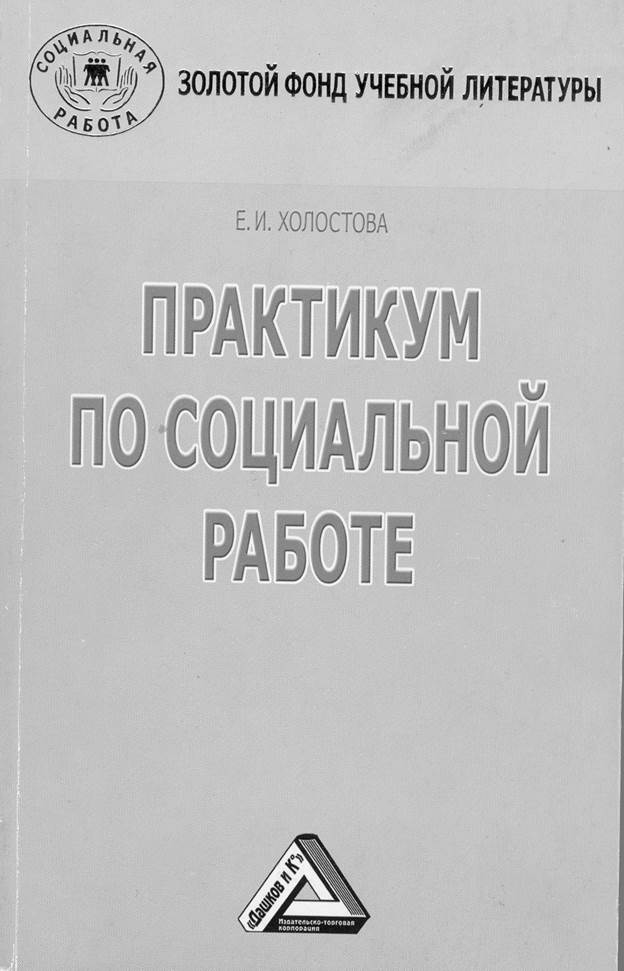 СОЦИАЛЬНАЯ
РАБОТА
ЗОЛОТОЙ ФОНД УЧЕБНОЙ ЛИТЕРАТУРЫ
Е. И. ХОЛОСТОВА
ПРАКТИКУМ
ПО СОЦИАЛЬНОЙ
РАБОТЕ
«Дашков и К°»
Издательско-торговая
корпорация